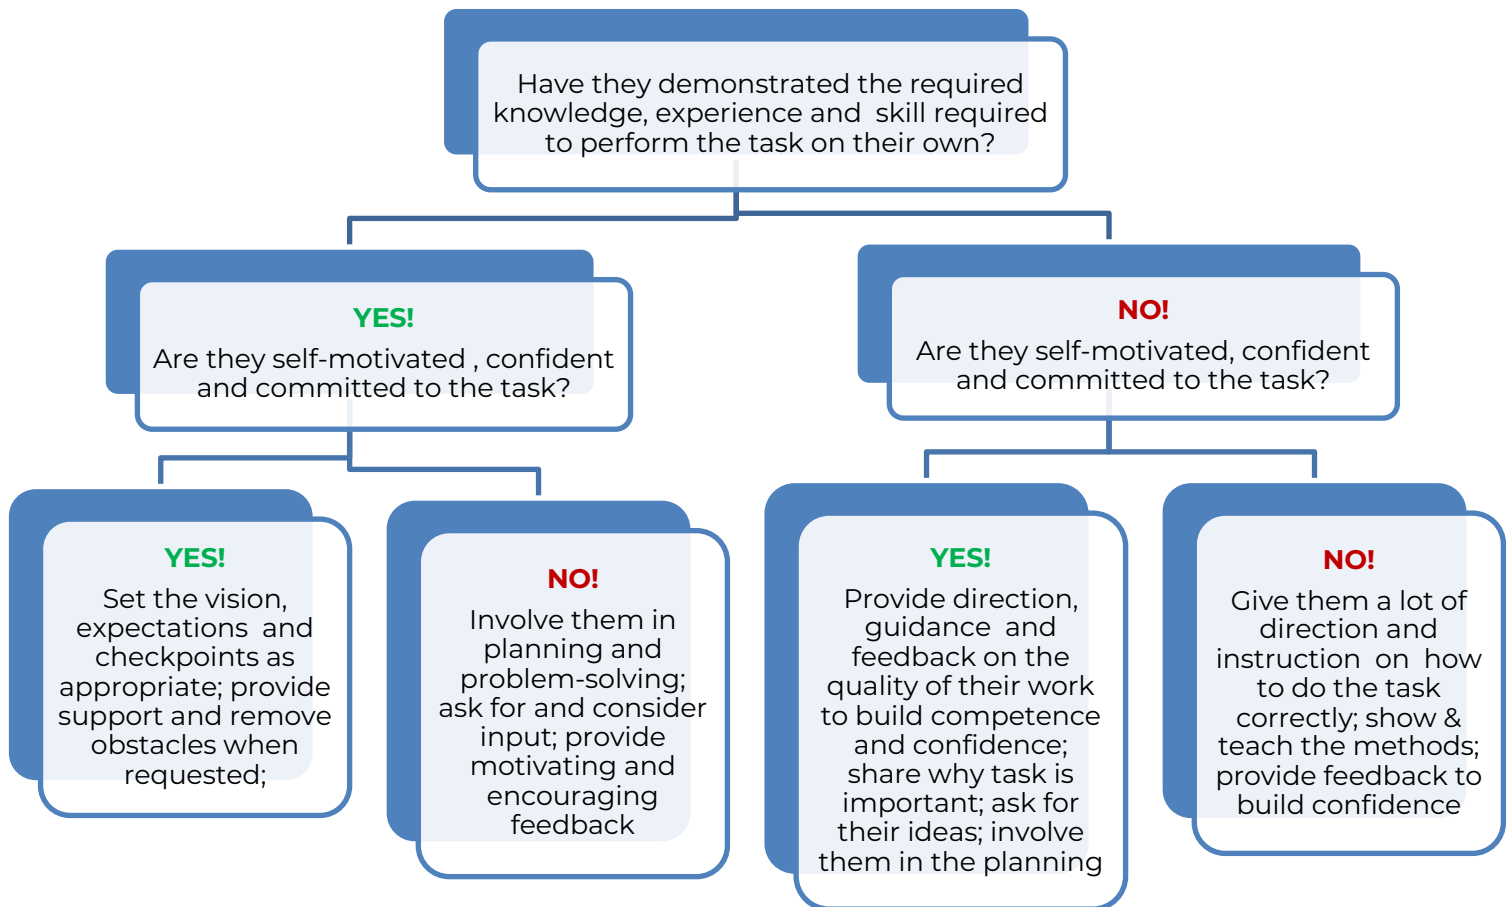 Have they demonstrated the required
knowledge, experience and skill required
to perform the task on their own?
YES!
Are they self-motivated , confident
and committed to the task?
NO!
Are they self-motivated, confident
and committed to the task?
YES!
Set the vision,
expectations and
checkpoints as
appropriate; provide
support and remove
obstacles when
requested;
NO!
Involve them in
planning and
problem-solving;
ask for and consider
input; provide
motivating and
encouraging
feedback
YES!
Provide direction,
guidance and
feedback on the
quality of their work
to build competence
and confidence;
share why task is
important; ask for
their ideas; involve
them in the planning
NO!
Give them a lot of
direction and
instruction on how
to do the task
correctly; show &
teach the methods;
provide feedback to
build confidence